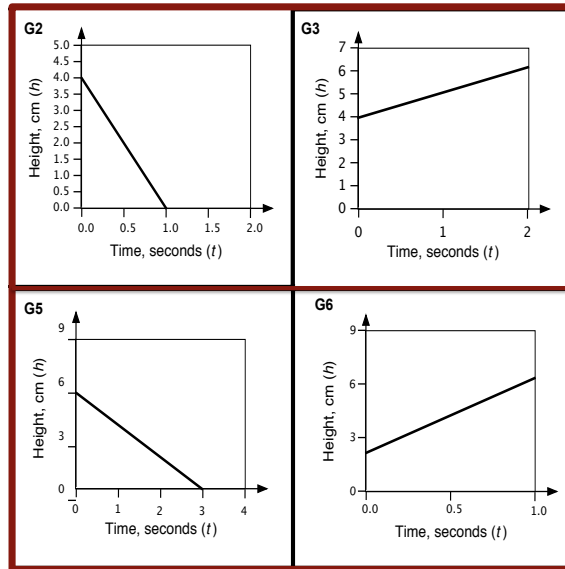 G2
Height, cm (h)
5.0
4.5
4.0
3.5
3.0
2.5
2.0
1.5
1.0
0.5
0.0
0.0 0.5 1.0 1.5 2.0
Time, seconds (t)
G3
Height, cm (h)
7
6
5
4
3
2
1
0
0 1 2
Time, seconds (t)
G5
Height, cm (h)
9
6
3
0
0 1 2 3 4
Time, seconds (t)
G6
Height, cm (h)
9
6
3
0
0.0 0.5 1.0
Time, seconds (t)